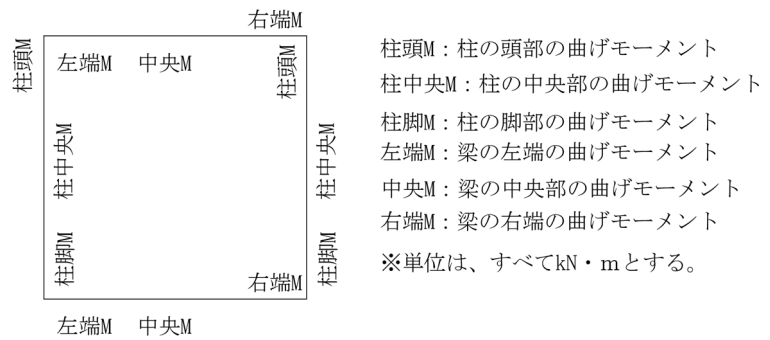 右端M
柱頭M
左端M 中央M
柱頭M
柱中央M
柱中央M
柱脚M
右端M
柱脚M
左端M 中央M
柱頭M：柱の頭部の曲げモーメント
柱中央M：柱の中央部の曲げモーメント
柱脚M：柱の脚部の曲げモーメント
左端M：梁の左端の曲げモーメント
中央M：梁の中央部の曲げモーメント
右端M：梁の右端の曲げモーメント
※単位は、すべてkN・mとする。